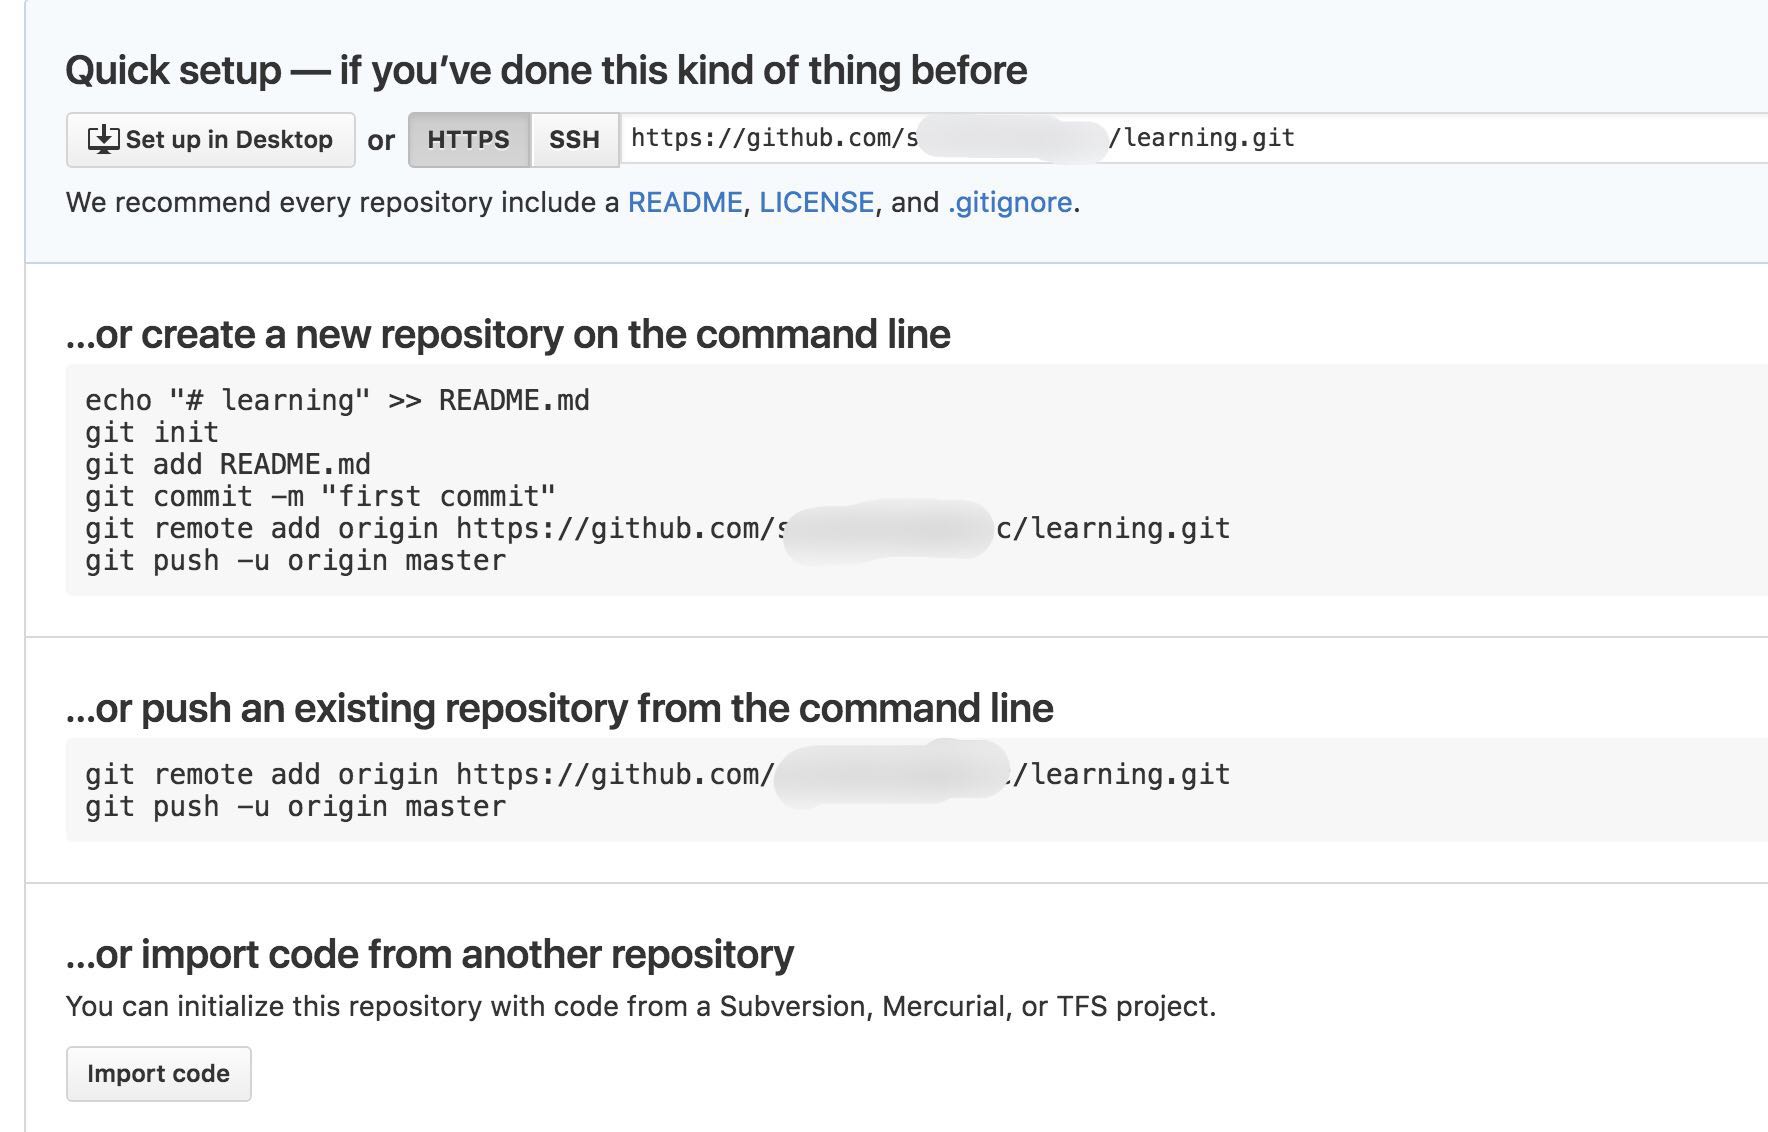 Quick setup — if you’ve done this kind of thing before
Set up in Desktop or HTTPS SSH https://github.com/s /learning.git
We recommend every repository include a README, LICENSE, and .gitignore.
…or create a new repository on the command line
echo "# learning" >> README.md
git init
git add README.md
git commit -m "first commit"
git remote add origin https://github.com/s c/learning.git
git push -u origin master
…or push an existing repository from the command line
git remote add origin https://github.com/ /learning.git
git push -u origin master
…or import code from another repository
You can initialize this repository with code from a Subversion, Mercurial, or TFS project.
Import code